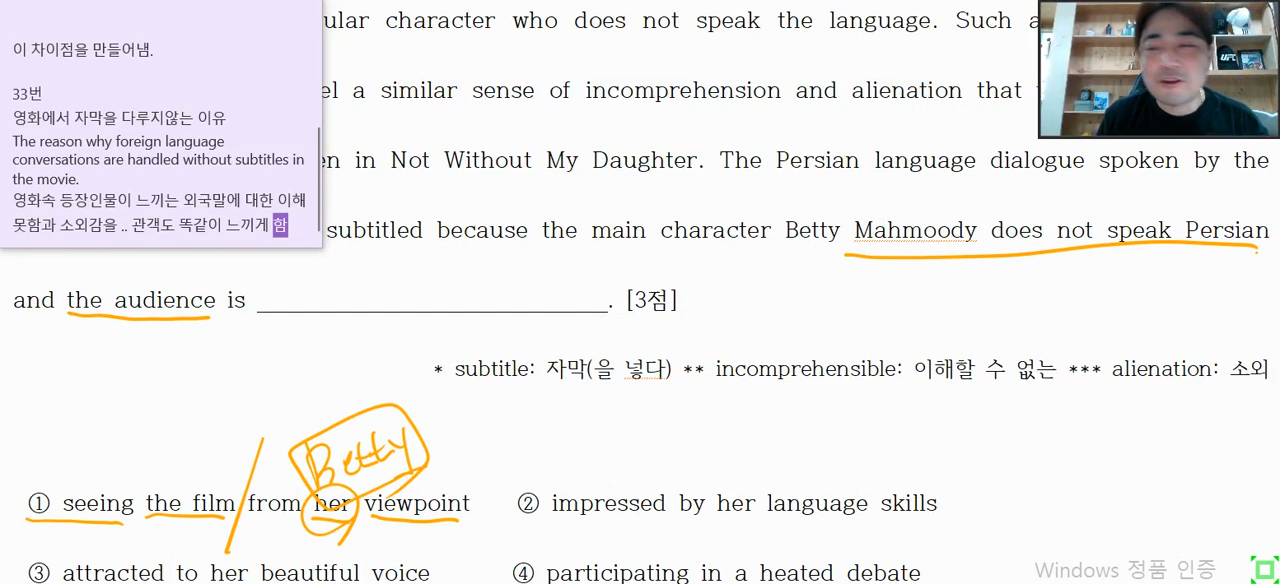 이 차이점을 만들어냄.
33번
영화에서 자막을 다루지않는 이유
The reason why foreign language
conversations are handled without subtitles in
the movie.
영화속 등장인물이 느끼는 외국말에 대한 이해
못함과 소외감을 .. 관객도 똑같이 느끼게 함
ular character who does not speak the language. Such a
el a similar sense of incomprehension and alienation that
en in Not Without My Daughter. The Persian language dialogue spoken by the
subtitled because the main character Betty Mahmoody does not speak Persian
and the audience is ______________________. [3점]
* subtitle: 자막(을 넣다) ** incomprehensible: 이해할 수 없는 *** alienation: 소외
Betty
① seeing the film from her viewpoint ② impressed by her language skills
③ attracted to her beautiful voice ④ participating in a heated debate
UFC
Windows 정품 인증